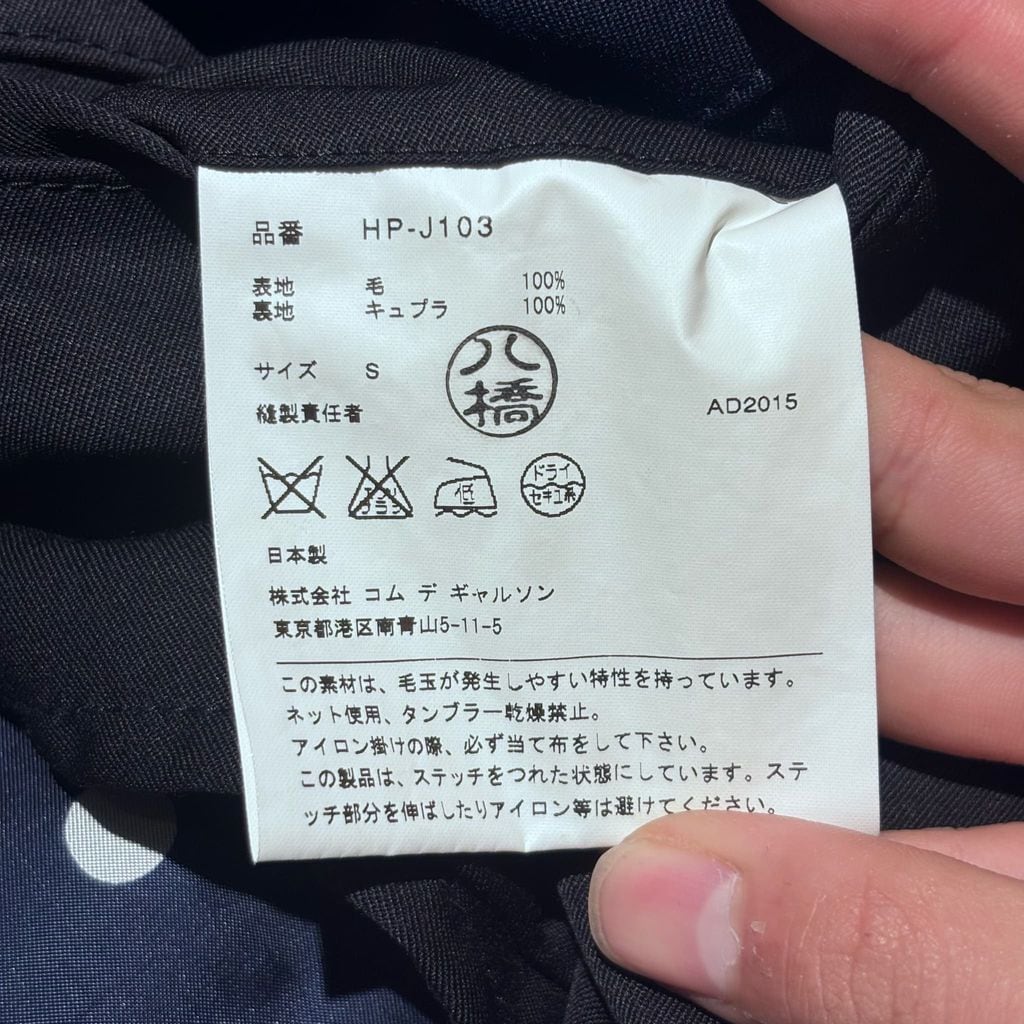 品番 HP-J103
表地 毛 100%
裏地 キュプラ 100%
サイズ S
八橋
縫製責任者
AD2015
エンソ
サラシ
低
ドライ
セキユ系
日本製
株式会社 コム デ ギャルソン
東京都港区南青山5-11-5
この素材は、毛玉が発生しやすい特性を持っています。
ネット使用、タンブラー乾燥禁止。
アイロン掛けの際、必ず当て布をして下さい。
この製品は、ステッチをつれた状態にしています。ステ
ッチ部分を伸ばしたりアイロン等は避けてください。